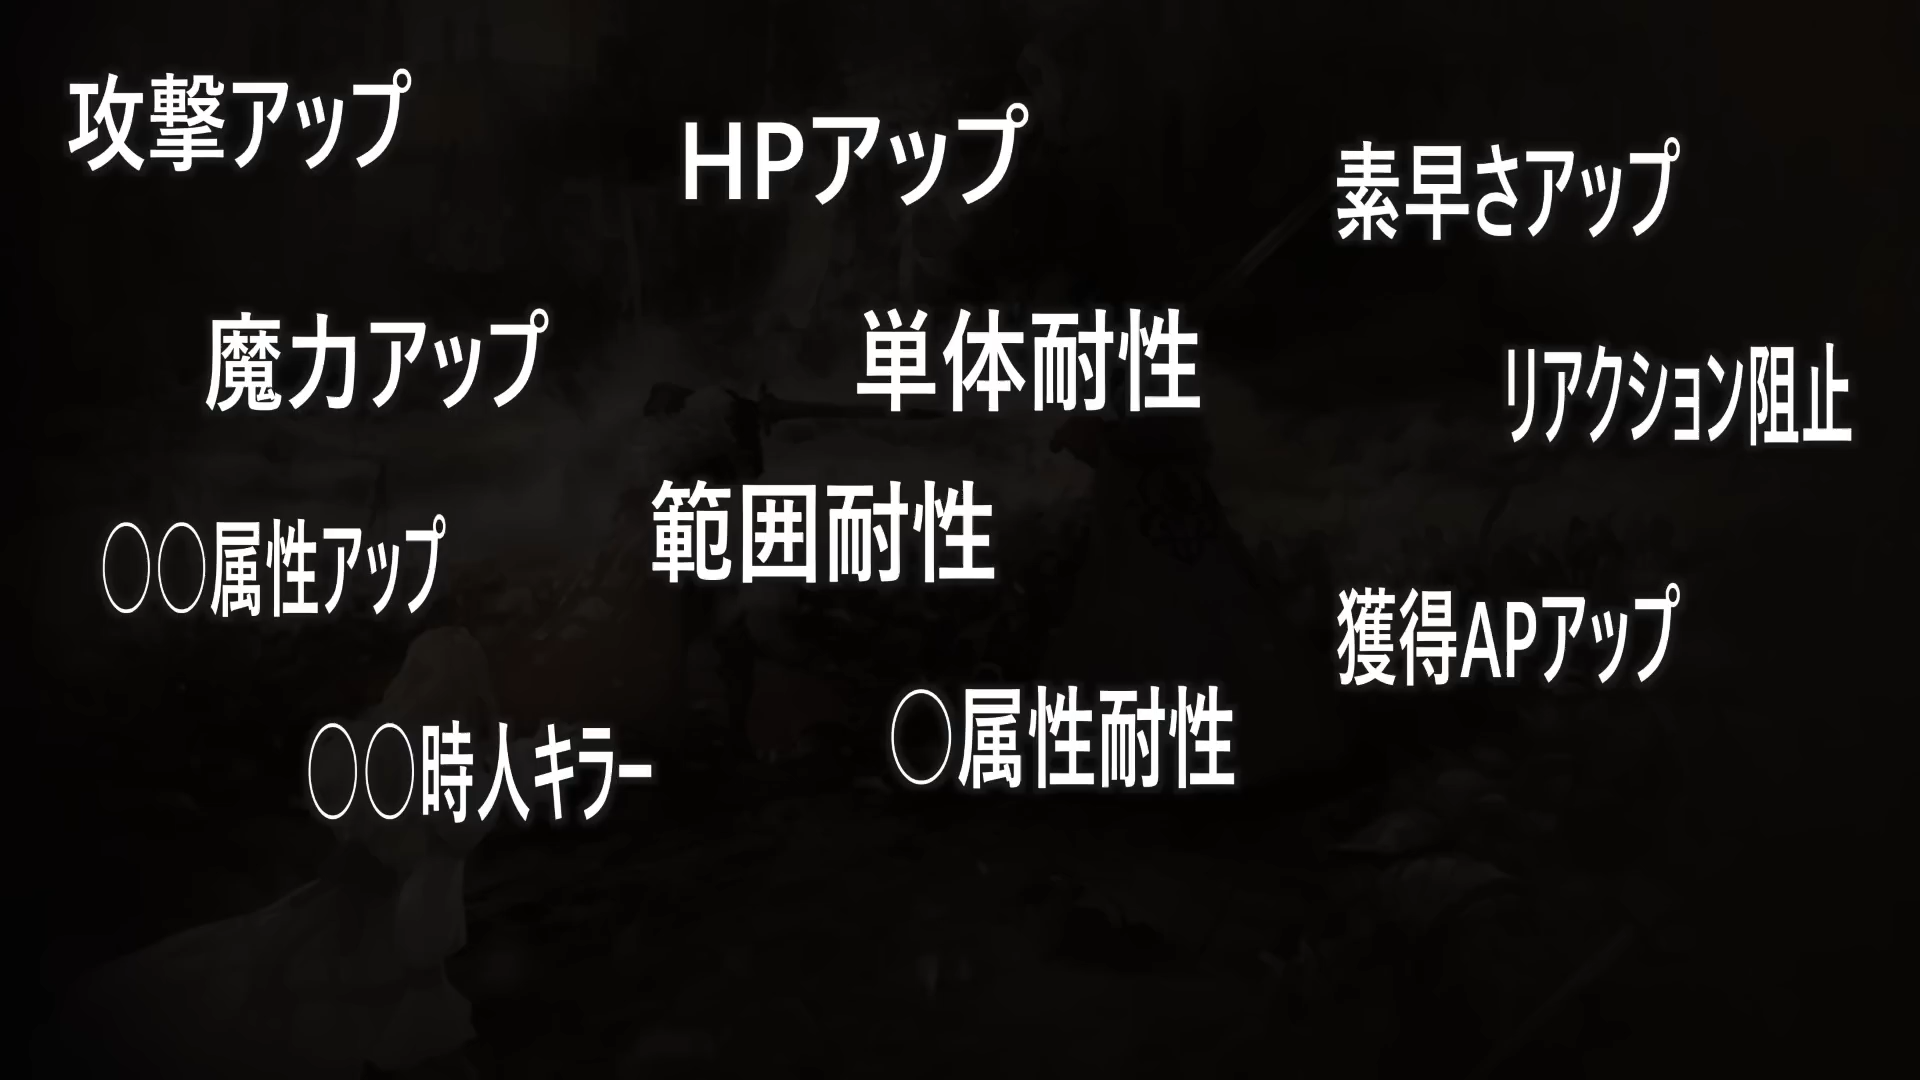 攻撃アップ
HPアップ
素早さアップ
魔力アップ
単体耐性
リアクション阻止
○○属性アップ
範囲耐性
獲得APアップ
○○時人キラー
○属性耐性